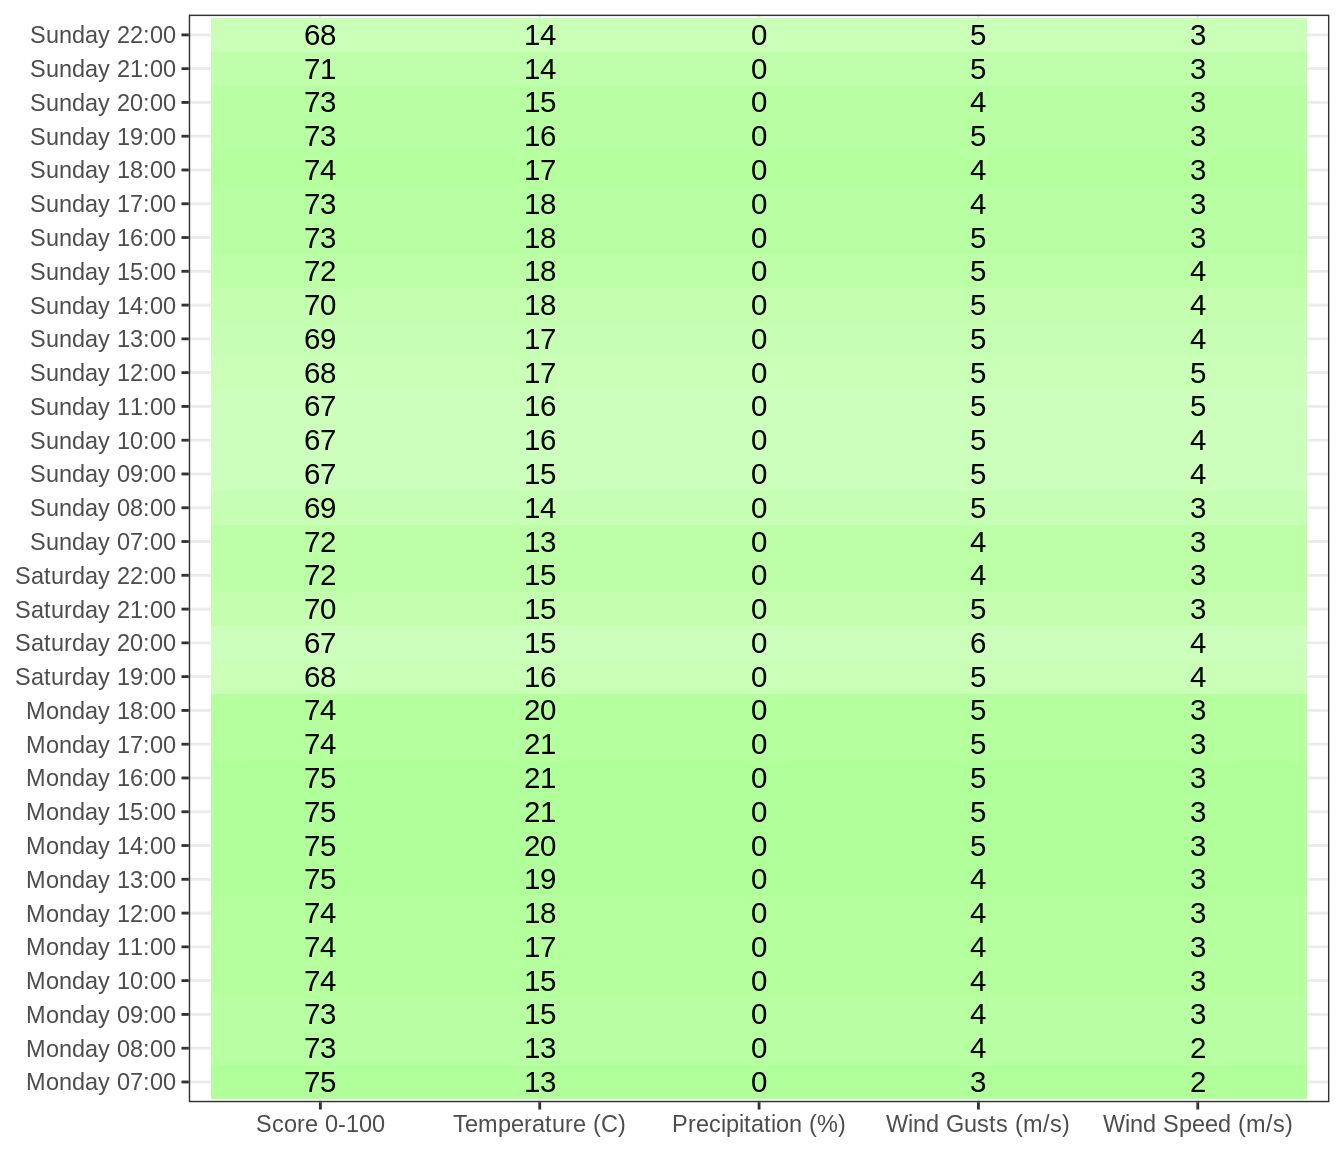 Sunday 22:00 68 14 0 5 3
Sunday 21:00 71 14 0 5 3
Sunday 20:00 73 15 0 4 3
Sunday 19:00 73 16 0 5 3
Sunday 18:00 74 17 0 4 3
Sunday 17:00 73 18 0 4 3
Sunday 16:00 73 18 0 5 3
Sunday 15:00 72 18 0 5 4
Sunday 14:00 70 18 0 5 4
Sunday 13:00 69 17 0 5 4
Sunday 12:00 68 17 0 5 5
Sunday 11:00 67 16 0 5 5
Sunday 10:00 67 16 0 5 4
Sunday 09:00 67 15 0 5 4
Sunday 08:00 69 14 0 5 3
Sunday 07:00 72 13 0 4 3
Saturday 22:00 72 15 0 4 3
Saturday 21:00 70 15 0 5 3
Saturday 20:00 67 15 0 6 4
Saturday 19:00 68 16 0 5 4
Monday 18:00 74 20 0 5 3
Monday 17:00 74 21 0 5 3
Monday 16:00 75 21 0 5 3
Monday 15:00 75 21 0 5 3
Monday 14:00 75 20 0 5 3
Monday 13:00 75 19 0 4 3
Monday 12:00 74 18 0 4 3
Monday 11:00 74 17 0 4 3
Monday 10:00 74 15 0 4 3
Monday 09:00 73 15 0 4 3
Monday 08:00 73 13 0 4 2
Monday 07:00 75 13 0 3 2
Score 0-100 Temperature (C) Precipitation (%) Wind Gusts (m/s) Wind Speed (m/s)